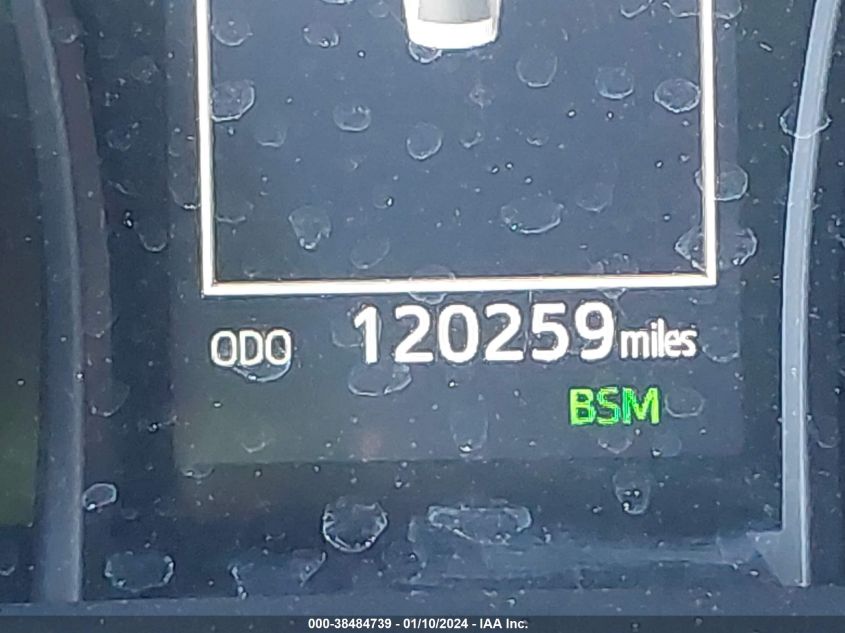 ODO 120259 miles
BSM
000-38484739 - 01/10/2024 - IAA Inc.